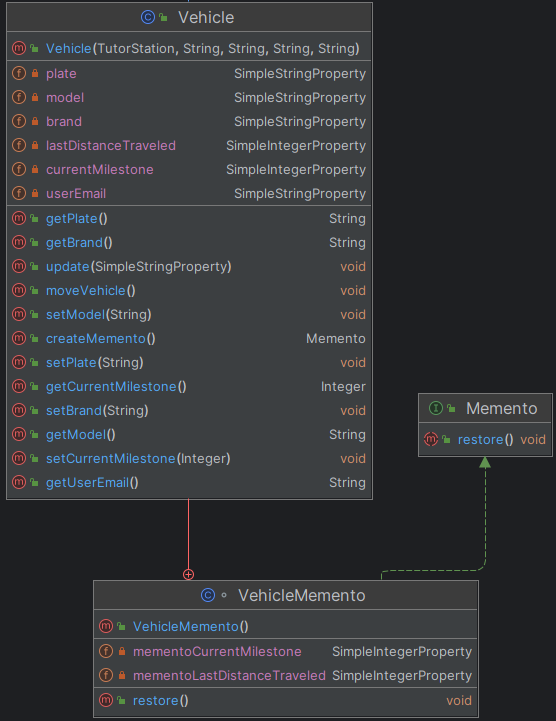 Vehicle
Vehicle(TutorStation, String, String, String, String)
plate SimpleStringProperty
model SimpleStringProperty
brand SimpleStringProperty
lastDistanceTraveled SimpleIntegerProperty
currentMilestone SimpleIntegerProperty
userEmail SimpleStringProperty
getPlate() String
getBrand() String
update(SimpleStringProperty) void
moveVehicle() void
setModel(String) void
createMemento() Memento
setPlate(String) void
getCurrentMilestone() Integer
setBrand(String) void
getModel() String
setCurrentMilestone(Integer) void
getUserEmail() String
Memento
restore() void
VehicleMemento
VehicleMemento()
mementoCurrentMilestone SimpleIntegerProperty
mementoLastDistanceTraveled SimpleIntegerProperty
restore() void